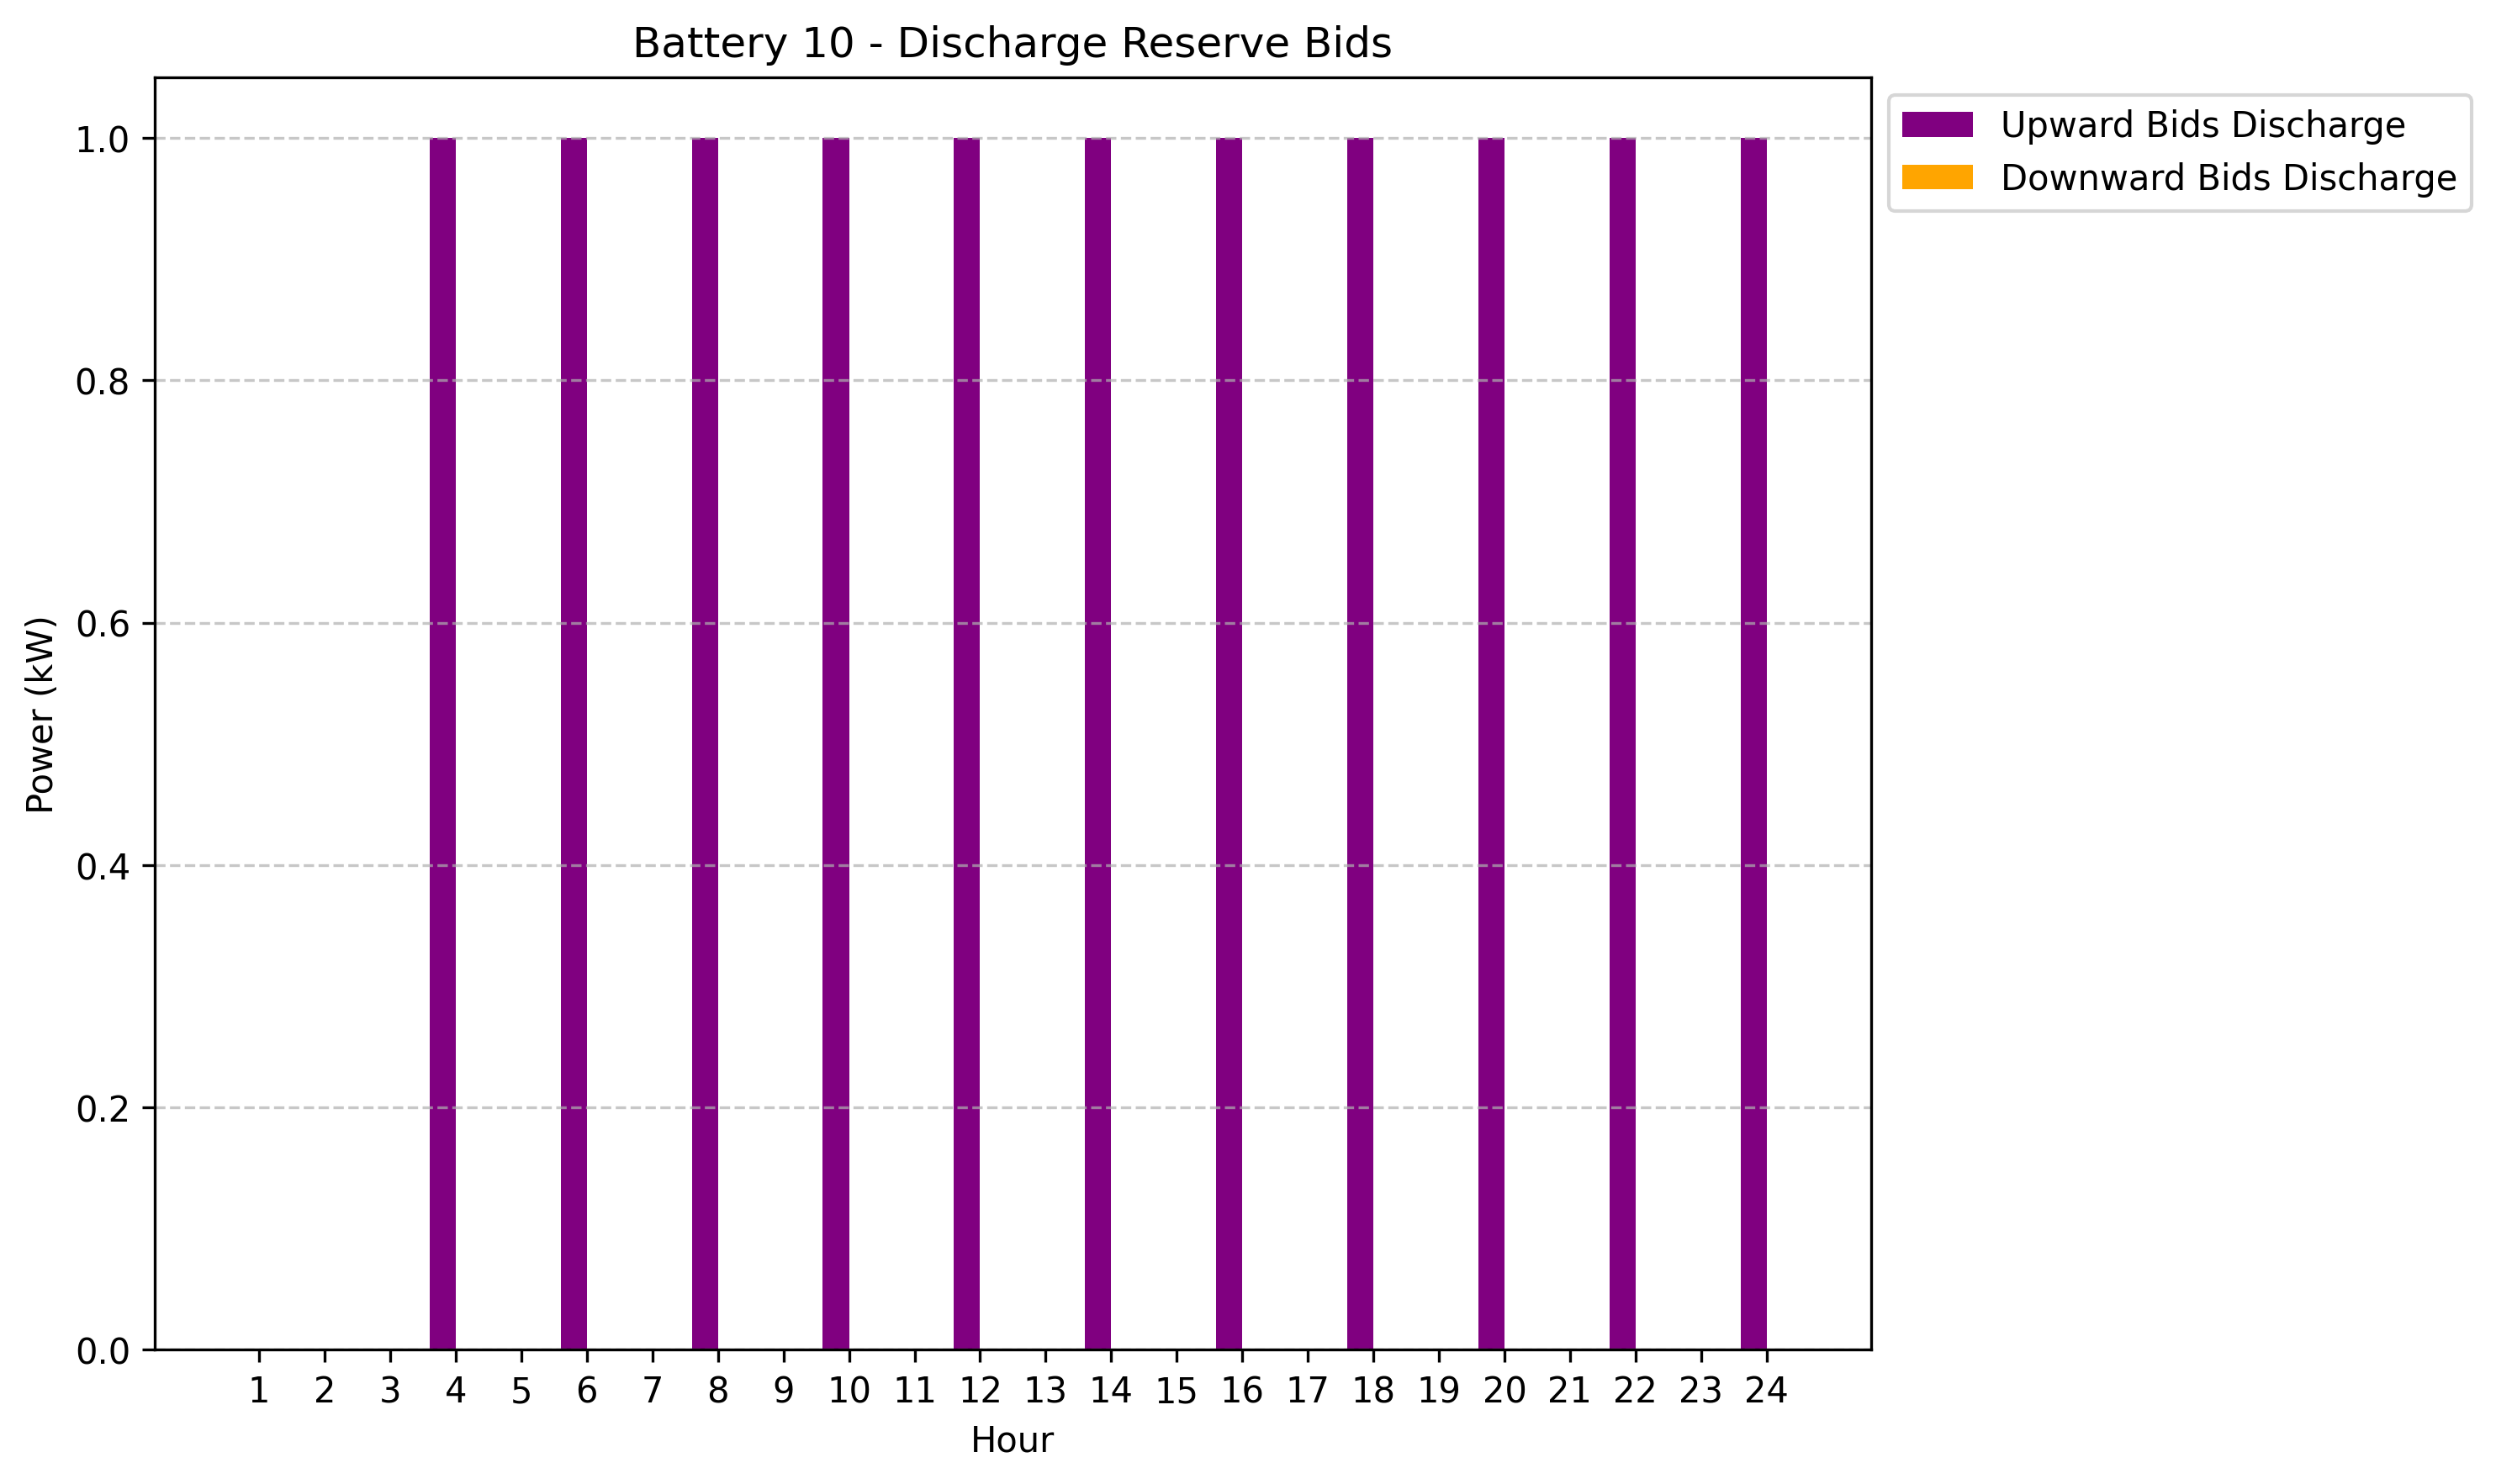 Battery 10 - Discharge Reserve Bids
Upward Bids Discharge
Downward Bids Discharge
1.0
0.8
0.6
0.4
0.2
0.0
Power (kW)
1 2 3 4 5 6 7 8 9 10 11 12 13 14 15 16 17 18 19 20 21 22 23 24
Hour